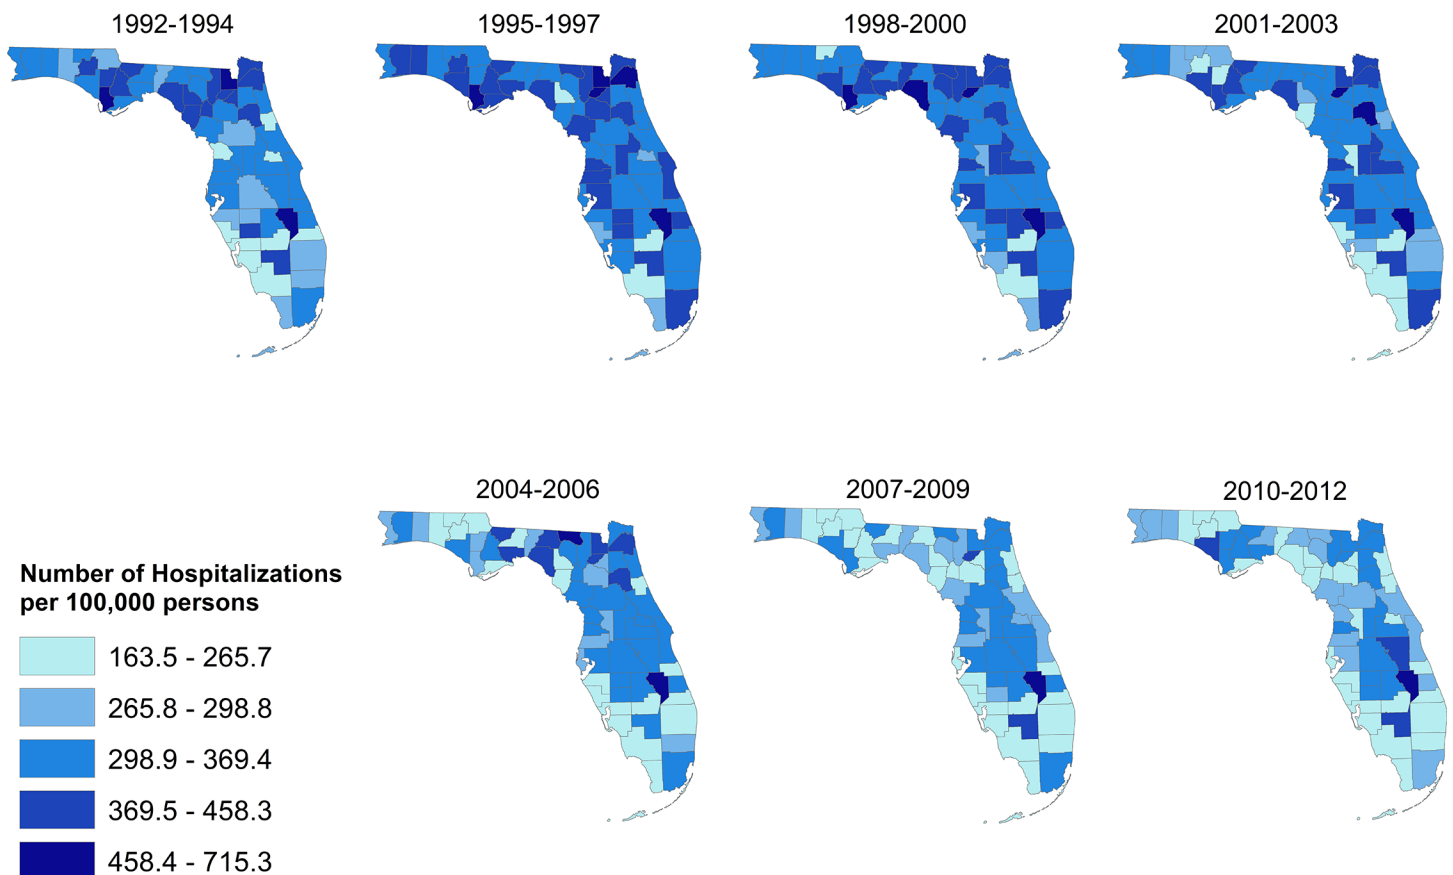 1992-1994
1995-1997
1998-2000
2001-2003
2004-2006
2007-2009
2010-2012
Number of Hospitalizations
per 100,000 persons
163.5 - 265.7
265.8 - 298.8
298.9 - 369.4
369.5 - 458.3
458.4 - 715.3